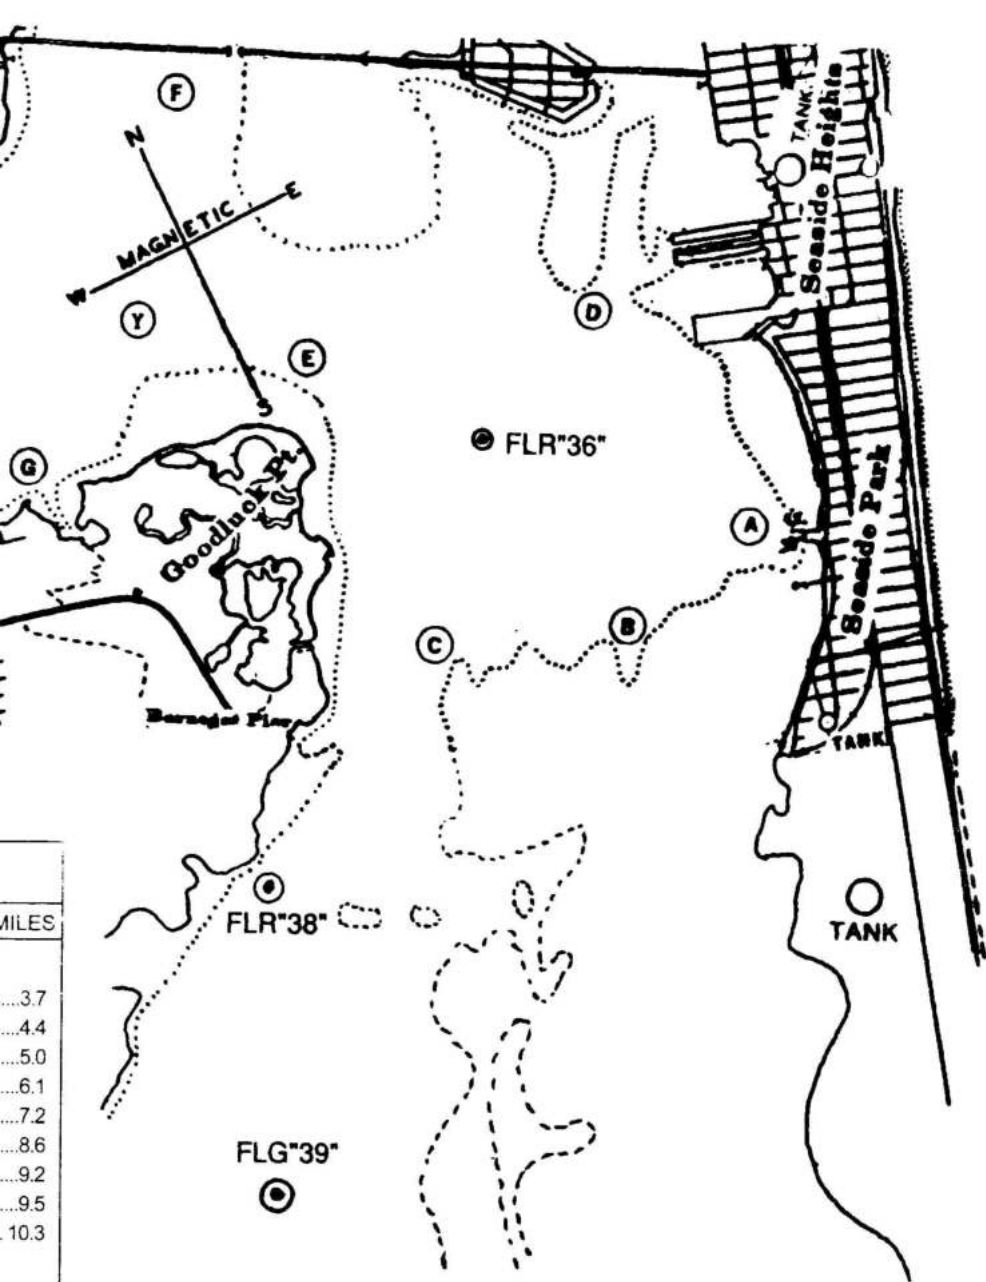 F
N
E
MAGNETIC
W
S
Y
E
G
Goodluck Pt.
Barnegat Pier
TANK
Seaside Heights
D
FLR"36"
A
Seaside Park
B
C
TANK
TANK
FLR"38"
FLG"39"
MILES
....3.7
....4.4
....5.0
....6.1
....7.2
....8.6
....9.2
....9.5
. 10.3